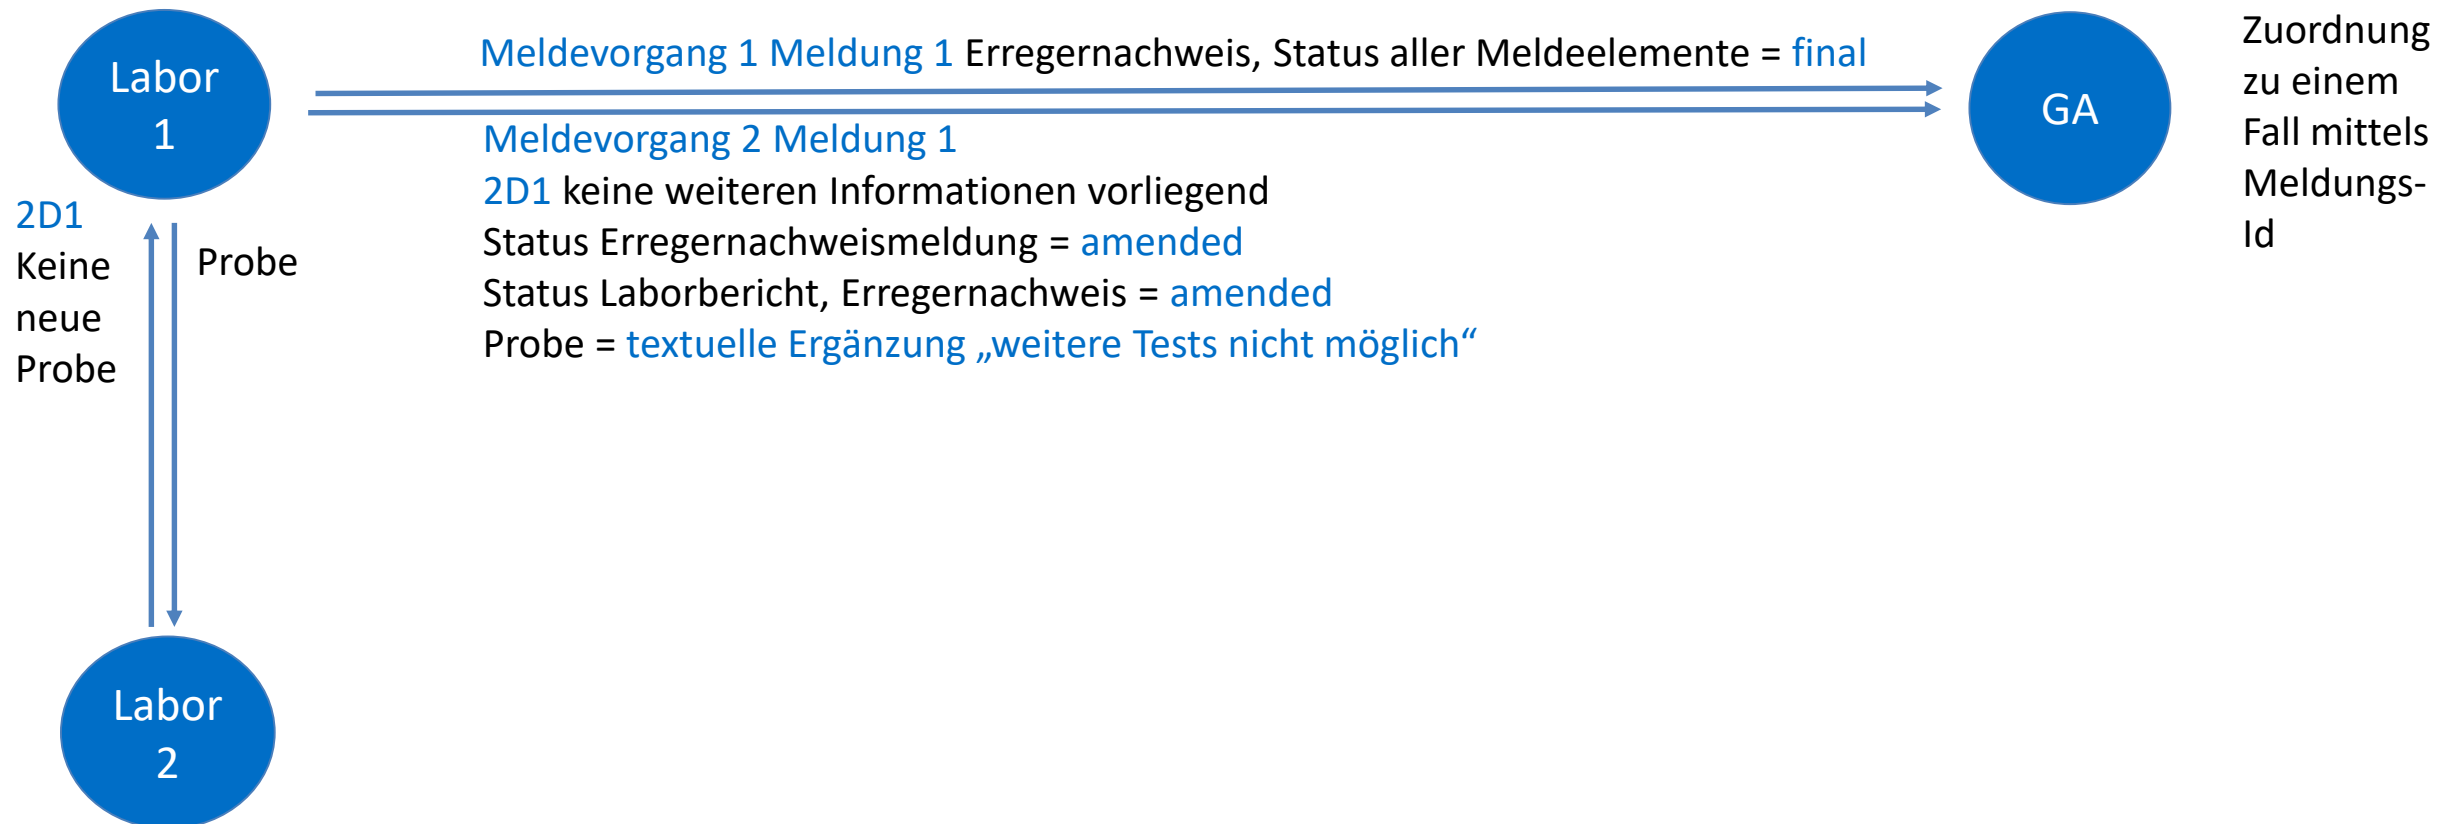 Labor
1
Meldevorgang 1 Meldung 1 Erregernachweis, Status aller Meldeelemente = final
GA
Zuordnung
zu einem
Fall mittels
Meldungs-
Id
Meldevorgang 2 Meldung 1
2D1 keine weiteren Informationen vorliegend
Status Erregernachweismeldung = amended
Status Laborbericht, Erregernachweis = amended
Probe = textuelle Ergänzung „weitere Tests nicht möglich“
2D1
Keine
neue
Probe
Probe
Labor
2